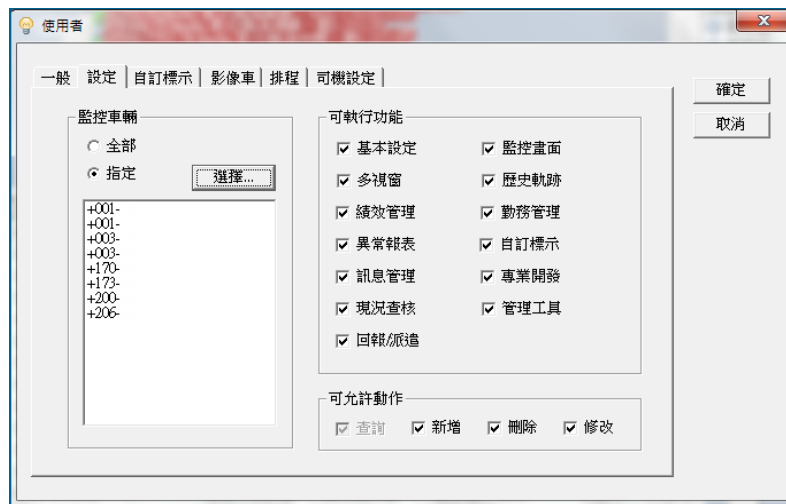 使用者
一般 設定 自訂標示 影像車 排程 司機設定
確定
取消
監控車輛
全部
指定
選擇...
+001-
+001-
+003-
+003-
+170-
+173-
+200-
+206-
可執行功能
基本設定 監控畫面
多視窗 歷史軌跡
績效管理 勤務管理
異常報表 自訂標示
訊息管理 專業開發
現況查核 管理工具
回報/派遣
可允許動作
查詢 新增 刪除 修改